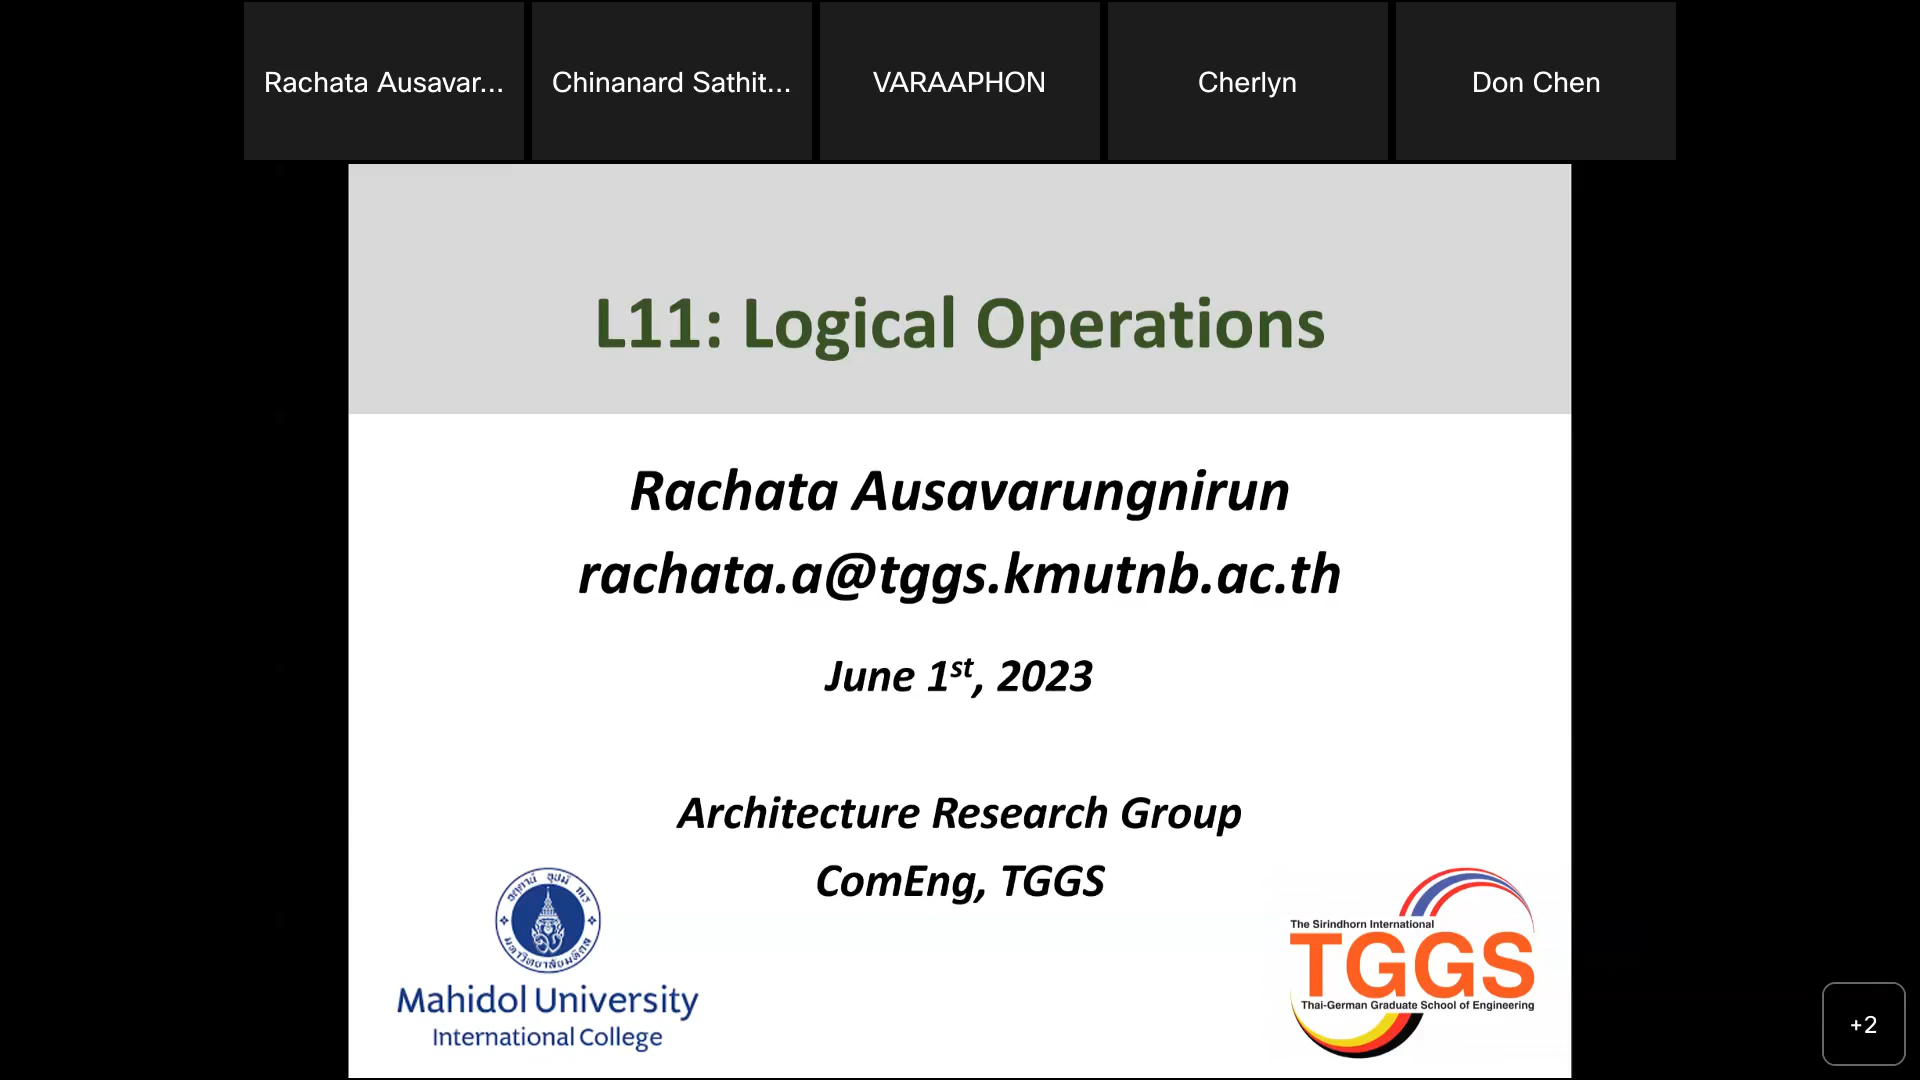 Rachata Ausavar...
Chinanard Sathit...
VARAAPHON
Cherlyn
Don Chen
L11: Logical Operations
Rachata Ausavarungnirun
rachata.a@tggs.kmutnb.ac.th
June 1st, 2023
Architecture Research Group
ComEng, TGGS
Mahidol University
International College
The Sirindhorn International
TGGS
Thai-German Graduate School of Engineering
+2